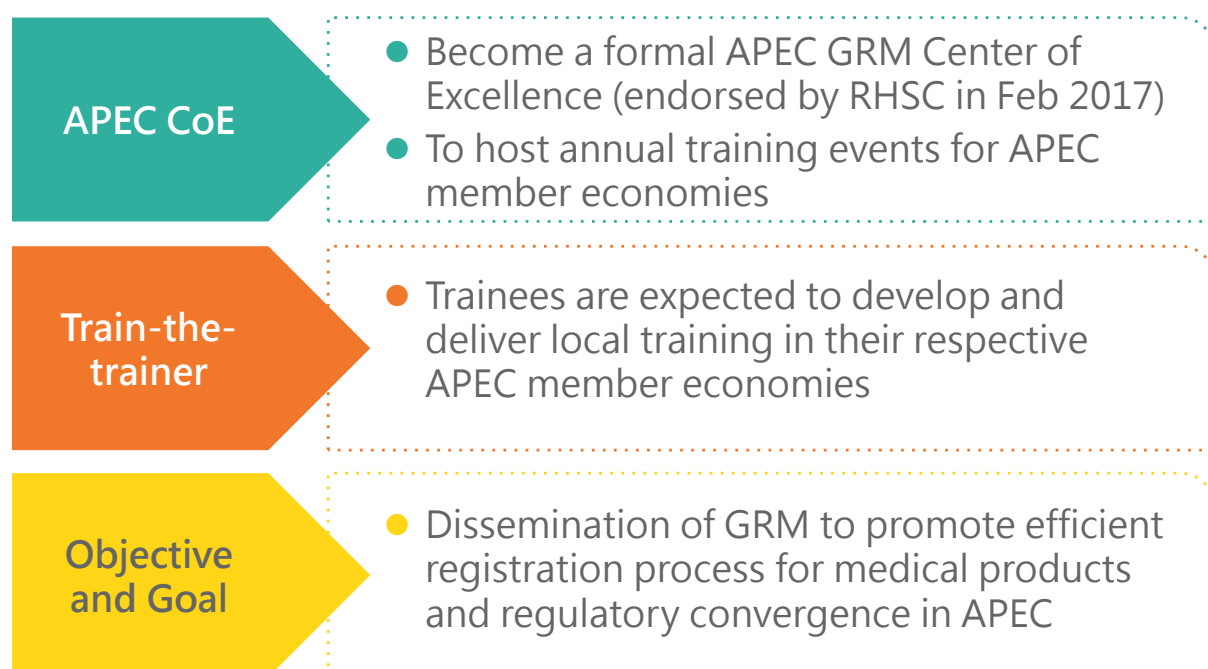 APEC CoE
● Become a formal APEC GRM Center of
Excellence (endorsed by RHSC in Feb 2017)
● To host annual training events for APEC
member economies
Train-the-
trainer
● Trainees are expected to develop and
deliver local training in their respective
APEC member economies
Objective
and Goal
● Dissemination of GRM to promote efficient
registration process for medical products
and regulatory convergence in APEC